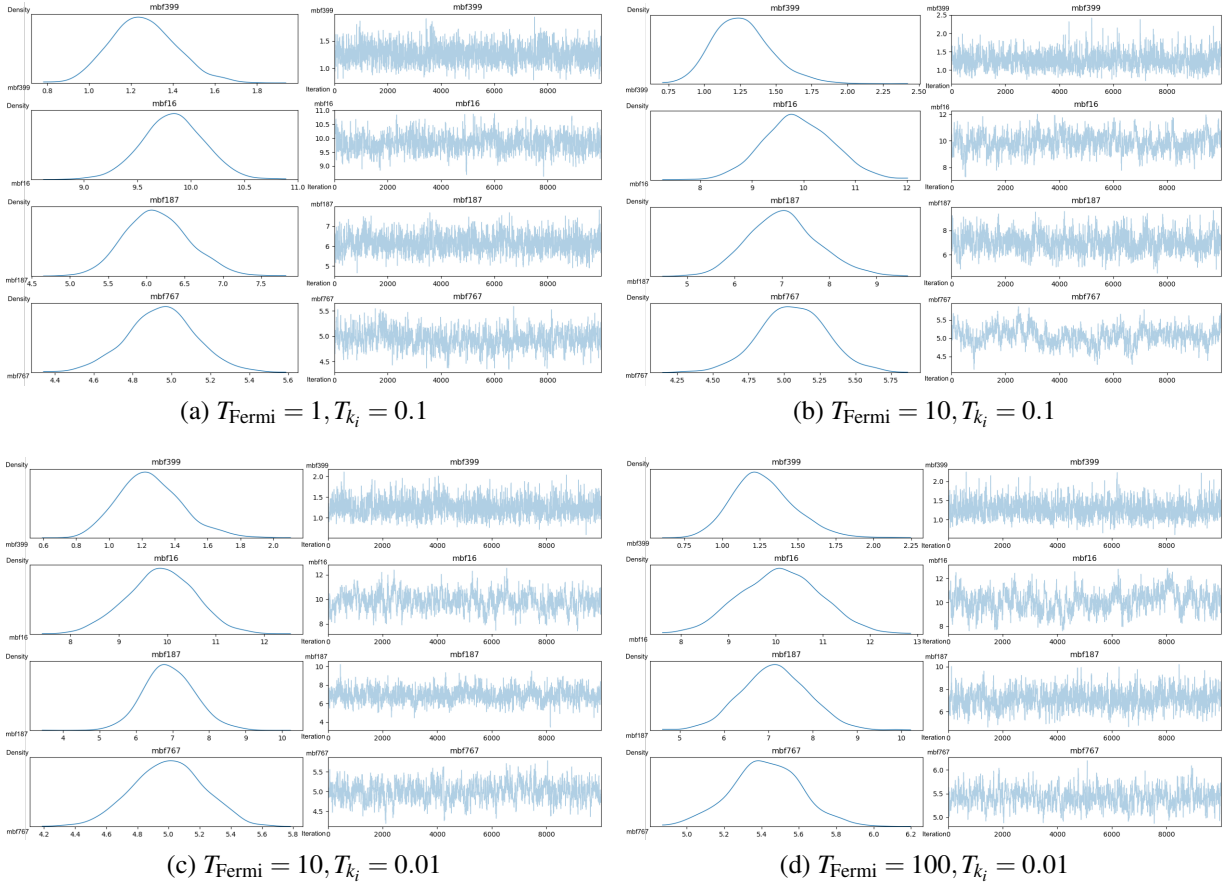 Density
mbf399
0.8 1.0 1.2 1.4 1.6 1.8
mbf399
mbf399
mbf399
1.5
1.0
0 2000 4000 6000 8000
Iteration
Density
mbf16
9.0 9.5 10.0 10.5 11.0
mbf16
mbf16
mbf16
11.0
10.5
10.0
9.5
9.0
0 2000 4000 6000 8000
Iteration
Density
mbf187
4.5 5.0 5.5 6.0 6.5 7.0 7.5
mbf187
mbf187
mbf187
7
6
5
0 2000 4000 6000 8000
Iteration
Density
mbf767
4.4 4.6 4.8 5.0 5.2 5.4 5.6
mbf767
mbf767
mbf767
5.5
5.0
4.5
0 2000 4000 6000 8000
Iteration
(a) T_Fermi = 1, T_{k_i} = 0.1
Density
mbf399
0.75 1.00 1.25 1.50 1.75 2.00 2.25 2.50
mbf399
mbf399
mbf399
2.5
2.0
1.5
1.0
0 2000 4000 6000 8000
Iteration
Density
mbf16
8 9 10 11 12
mbf16
mbf16
mbf16
12
10
8
0 2000 4000 6000 8000
Iteration
Density
mbf187
5 6 7 8 9
mbf187
mbf187
mbf187
8
6
0 2000 4000 6000 8000
Iteration
Density
mbf767
4.25 4.50 4.75 5.00 5.25 5.50 5.75
mbf767
mbf767
mbf767
5.5
5.0
4.5
0 2000 4000 6000 8000
Iteration
(b) T_Fermi = 10, T_{k_i} = 0.1
Density
mbf399
0.6 0.8 1.0 1.2 1.4 1.6 1.8 2.0
mbf399
mbf399
mbf399
2.0
1.5
1.0
0 2000 4000 6000 8000
Iteration
Density
mbf16
8 9 10 11 12
mbf16
mbf16
mbf16
12
10
8
0 2000 4000 6000 8000
Iteration
Density
mbf187
4 5 6 7 8 9 10
mbf187
mbf187
mbf187
10
8
6
4
0 2000 4000 6000 8000
Iteration
Density
mbf767
4.2 4.4 4.6 4.8 5.0 5.2 5.4 5.6 5.8
mbf767
mbf767
mbf767
5.5
5.0
4.5
0 2000 4000 6000 8000
Iteration
(c) T_Fermi = 10, T_{k_i} = 0.01
Density
mbf399
0.50 0.75 1.00 1.25 1.50 1.75 2.00 2.25
mbf399
mbf399
mbf399
2.0
1.5
1.0
0 2000 4000 6000 8000
Iteration
Density
mbf16
8 9 10 11 12 13
mbf16
mbf16
mbf16
12
10
8
0 2000 4000 6000 8000
Iteration
Density
mbf187
5 6 7 8 9 10
mbf187
mbf187
mbf187
10
8
6
0 2000 4000 6000 8000
Iteration
Density
mbf767
5.0 5.2 5.4 5.6 5.8 6.0 6.2
mbf767
mbf767
mbf767
6.0
5.5
5.0
0 2000 4000 6000 8000
Iteration
(d) T_Fermi = 100, T_{k_i} = 0.01